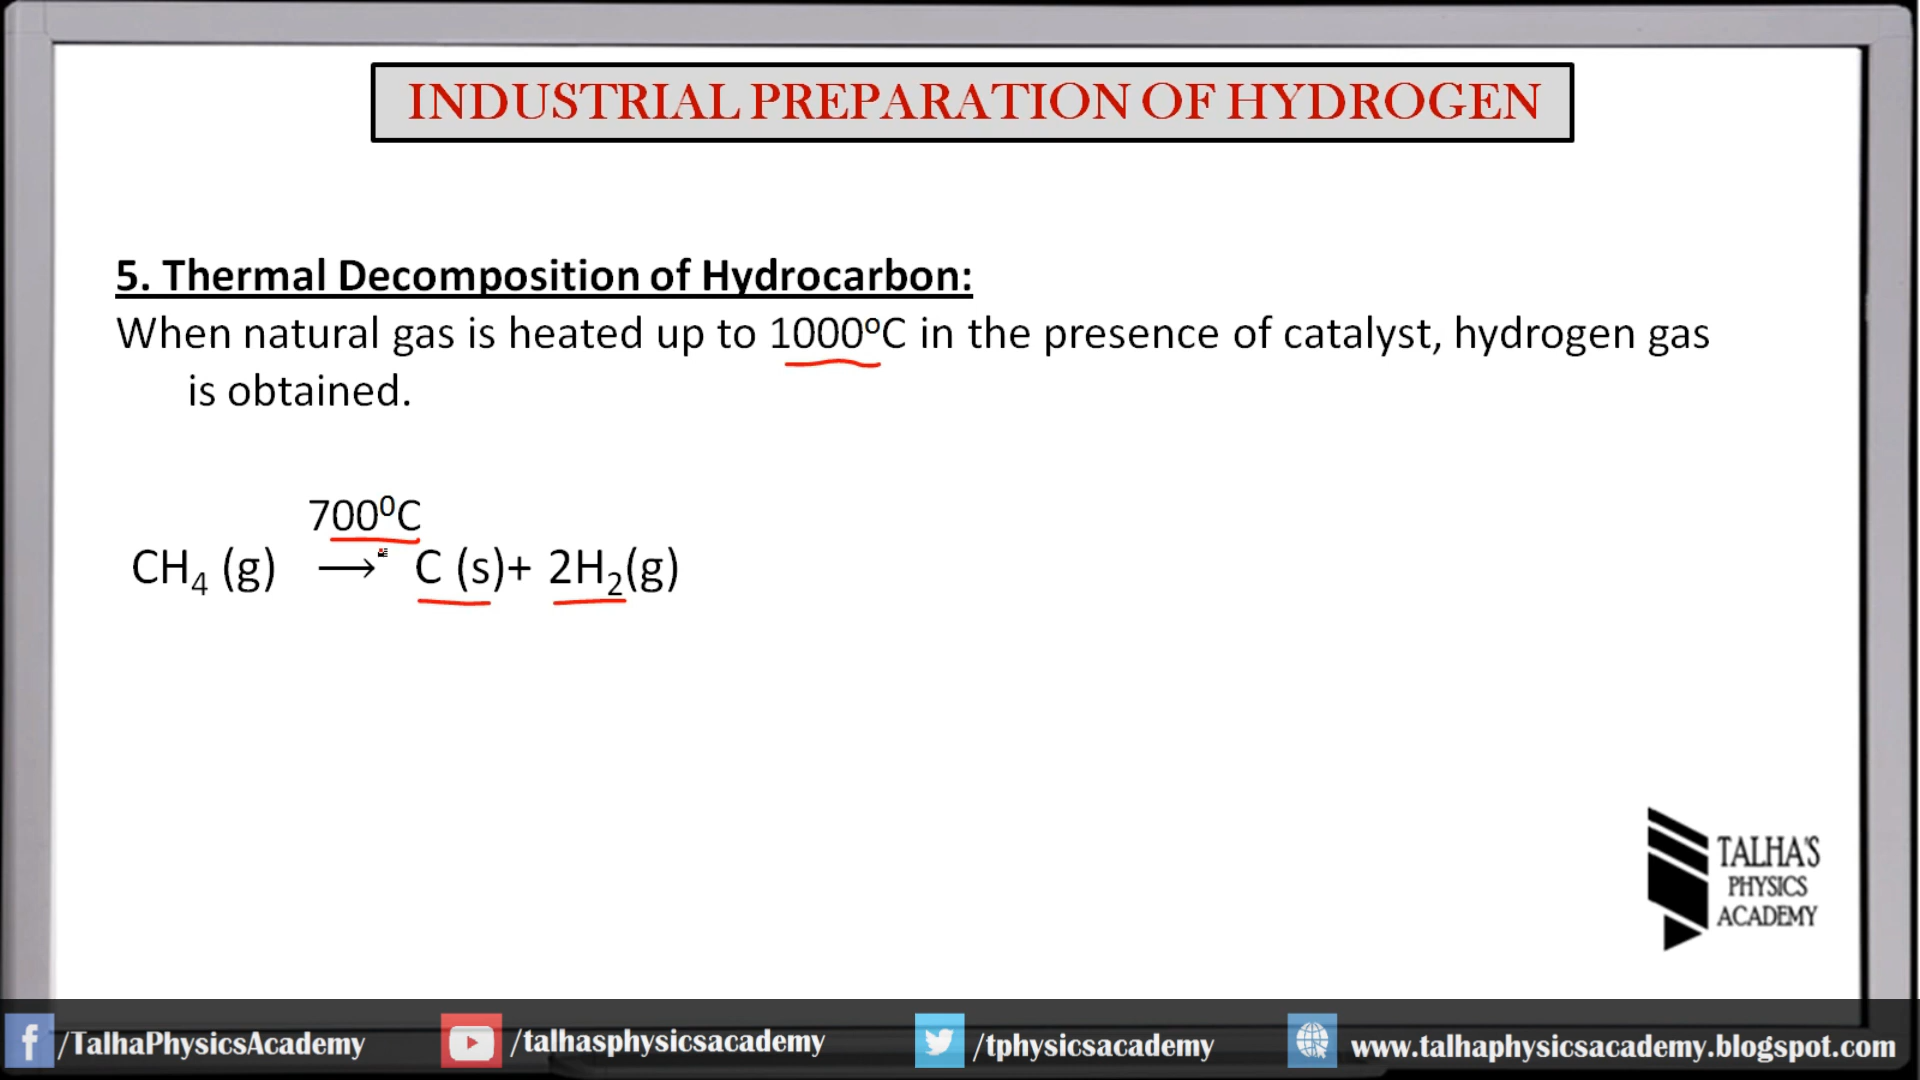 INDUSTRIAL PREPARATION OF HYDROGEN
5. Thermal Decomposition of Hydrocarbon:
When natural gas is heated up to 1000ºC in the presence of catalyst, hydrogen gas
is obtained.
700⁰C
CH₄ (g) ⟶ C (s)+ 2H₂(g)
TALHA'S
PHYSICS
ACADEMY
/TalhaPhysicsAcademy
/talhasphysicsacademy
/tphysicsacademy
www.talhaphysicsacademy.blogspot.com